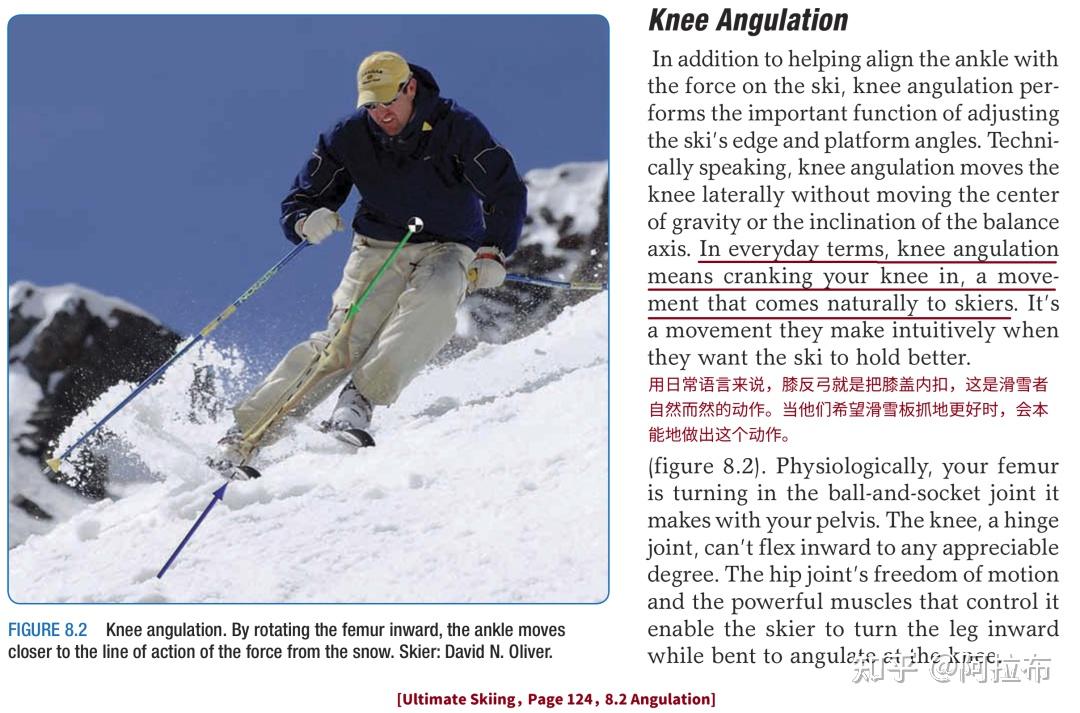 Knee Angulation
In addition to helping align the ankle with
the force on the ski, knee angulation per-
forms the important function of adjusting
the ski's edge and platform angles. Techni-
cally speaking, knee angulation moves the
knee laterally without moving the center
of gravity or the inclination of the balance
axis. In everyday terms, knee angulation
means cranking your knee in, a move-
ment that comes naturally to skiers. It's
a movement they make intuitively when
they want the ski to hold better.
用日常语言来说，膝反弓就是把膝盖内扣，这是滑雪者
自然而然的动作。当他们希望滑雪板抓地更好时，会本
能地做出这个动作。
(figure 8.2). Physiologically, your femur
is turning in the ball-and-socket joint it
makes with your pelvis. The knee, a hinge
joint, can't flex inward to any appreciable
degree. The hip joint's freedom of motion
and the powerful muscles that control it
enable the skier to turn the leg inward
while bent to angulate at the knee.
知乎 @阿拉布
FIGURE 8.2 Knee angulation. By rotating the femur inward, the ankle moves
closer to the line of action of the force from the snow. Skier: David N. Oliver.
[Ultimate Skiing, Page 124, 8.2 Angulation]